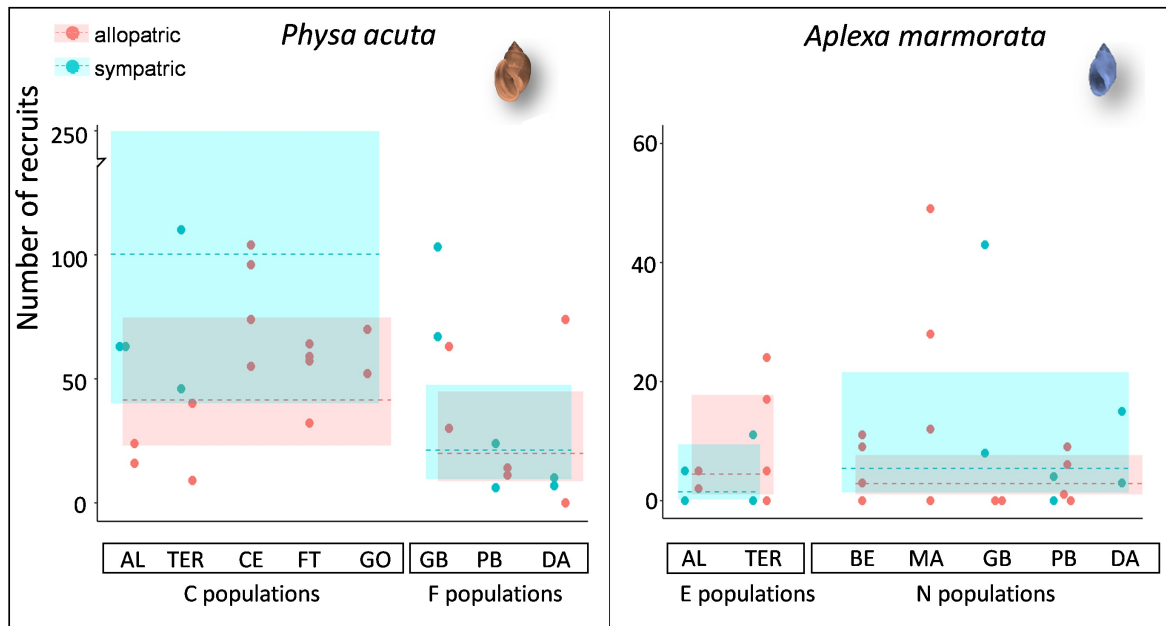 allopatric
sympatric
Physa acuta
Aplexa marmorata
Number of recruits
250
100
50
0
60
40
20
0
AL TER CE FT GO GB PB DA
C populations F populations
AL TER BE MA GB PB DA
E populations N populations